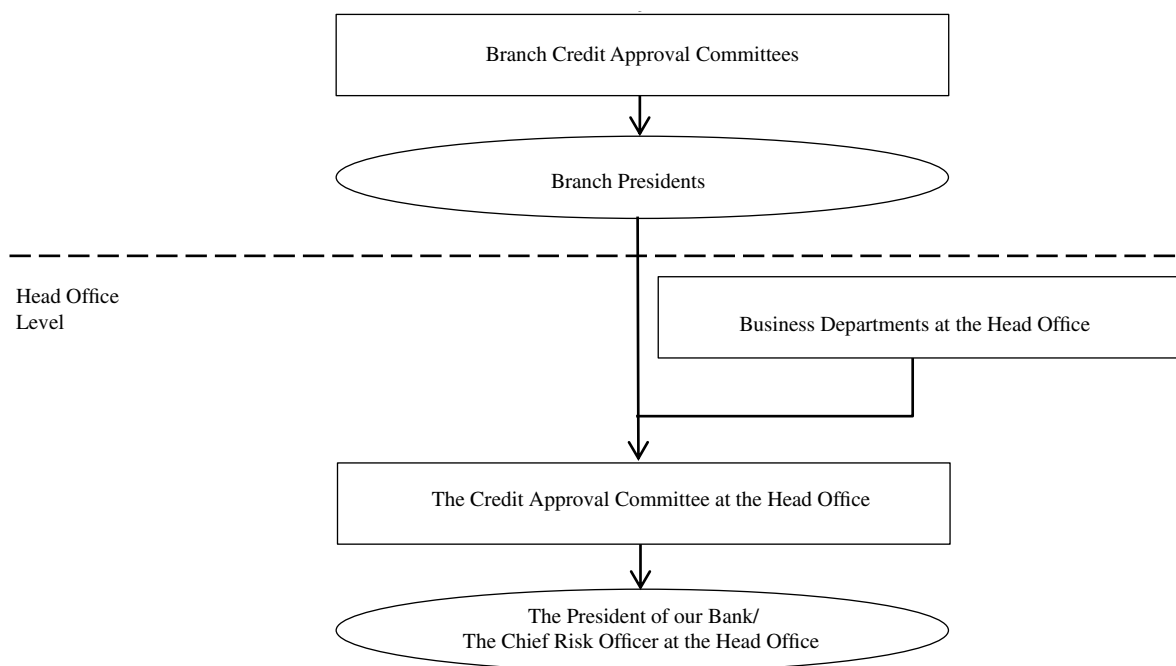 Branch Credit Approval Committees
Branch Presidents
Head Office
Level
Business Departments at the Head Office
The Credit Approval Committee at the Head Office
The President of our Bank/
The Chief Risk Officer at the Head Office